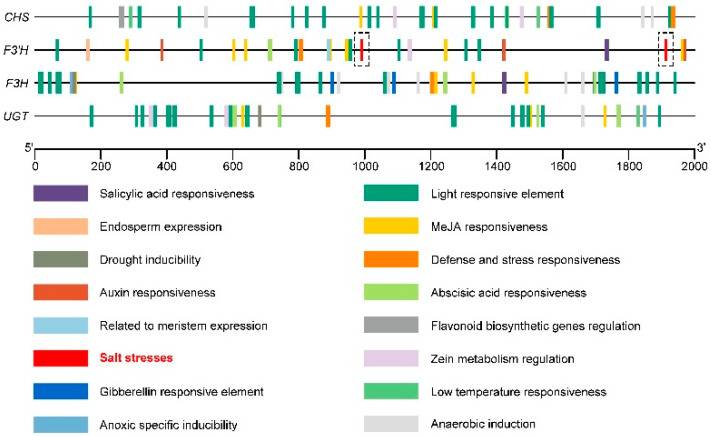 CHS
F3'H
F3H
UGT
5' 3'
0 200 400 600 800 1000 1200 1400 1600 1800 2000
Salicylic acid responsiveness Light responsive element
Endosperm expression MeJA responsiveness
Drought inducibility Defense and stress responsiveness
Auxin responsiveness Abscisic acid responsiveness
Related to meristem expression Flavonoid biosynthetic genes regulation
Salt stresses Zein metabolism regulation
Gibberellin responsive element Low temperature responsiveness
Anoxic specific inducibility Anaerobic induction